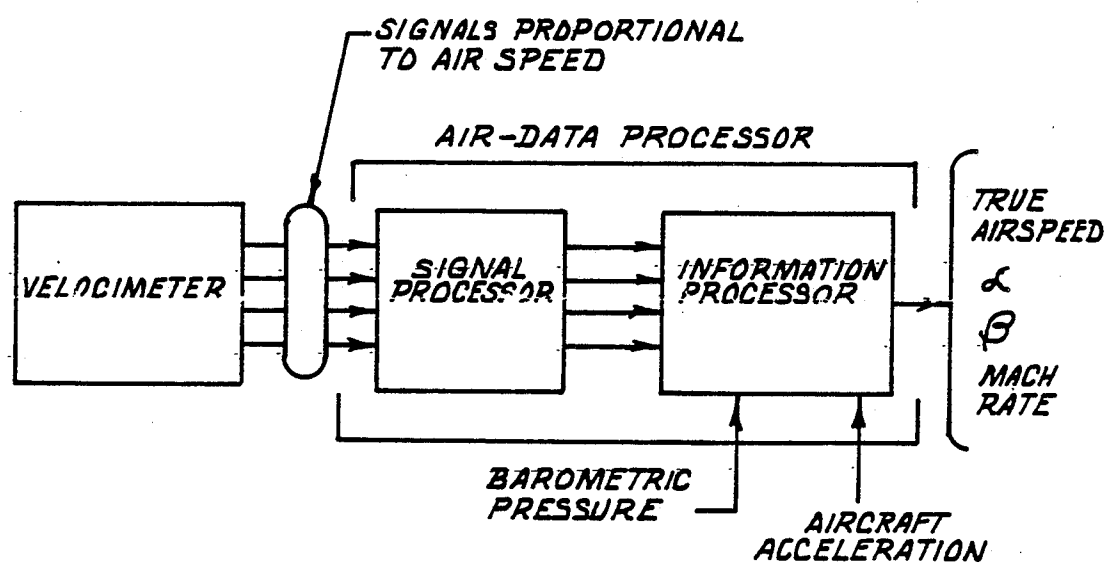 SIGNALS PROPORTIONAL
TO AIR SPEED
AIR-DATA PROCESSOR
VELOCIMETER
SIGNAL
PROCESSOR
INFORMATION
PROCESSOR
TRUE
AIRSPEED
α
β
MACH
RATE
BAROMETRIC
PRESSURE
AIRCRAFT
ACCELERATION